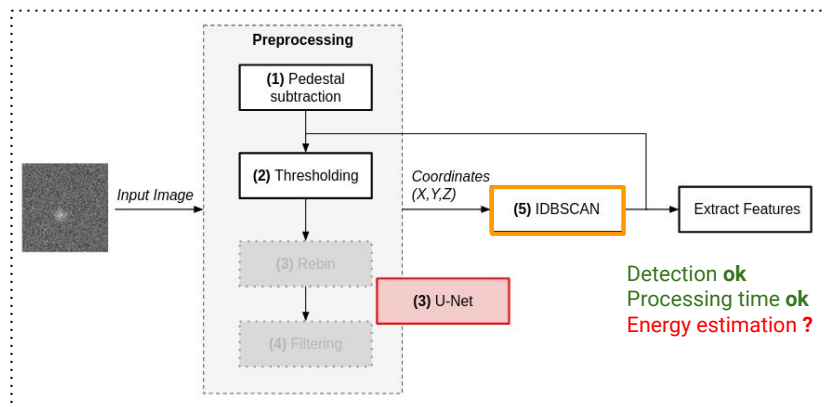 Preprocessing
(1) Pedestal
subtraction
(2) Thresholding
(3) Rebin
(4) Filtering
(3) U-Net
Input Image
Coordinates
(X,Y,Z)
(5) IDBSCAN
Extract Features
Detection ok
Processing time ok
Energy estimation ?